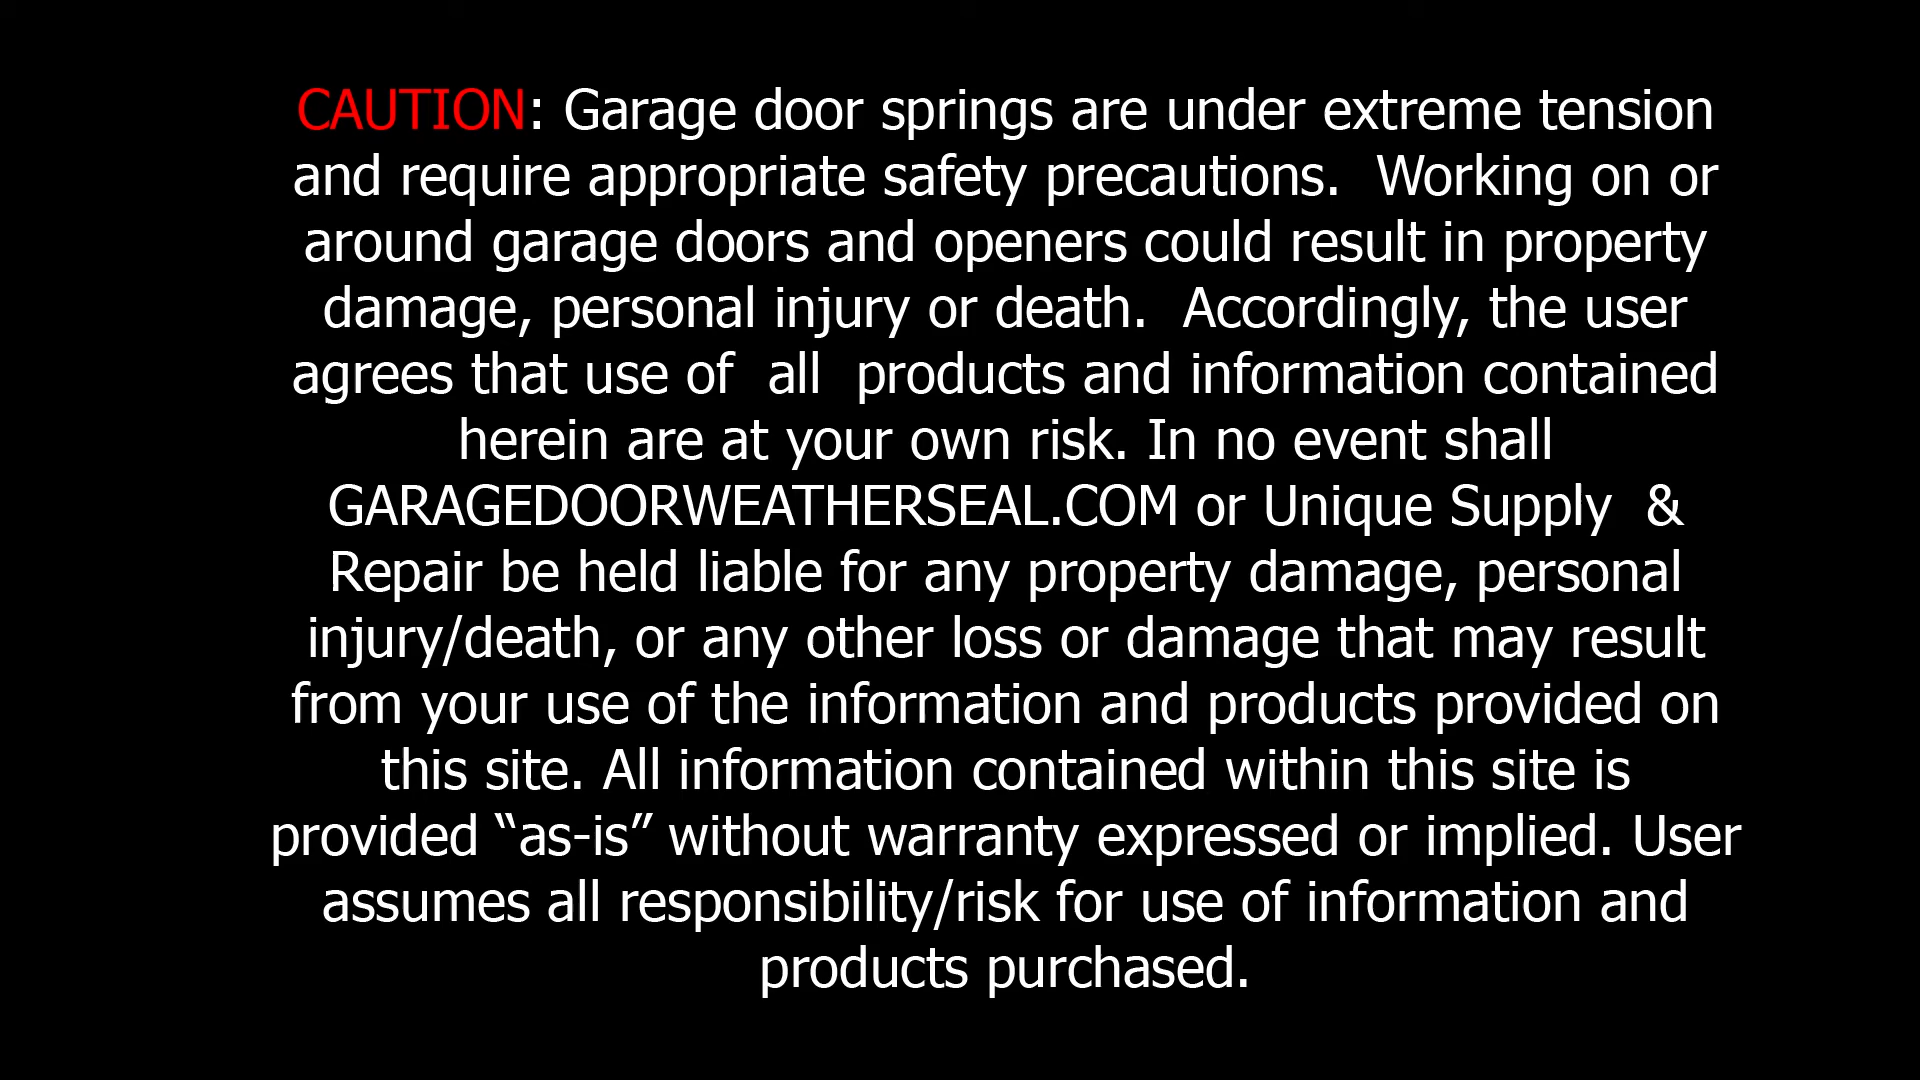 CAUTION: Garage door springs are under extreme tension
and require appropriate safety precautions.  Working on or
around garage doors and openers could result in property
damage, personal injury or death.  Accordingly, the user
agrees that use of  all  products and information contained
herein are at your own risk. In no event shall
GARAGEDOORWEATHERSEAL.COM or Unique Supply  &
Repair be held liable for any property damage, personal
injury/death, or any other loss or damage that may result
from your use of the information and products provided on
this site. All information contained within this site is
provided “as-is” without warranty expressed or implied. User
assumes all responsibility/risk for use of information and
products purchased.